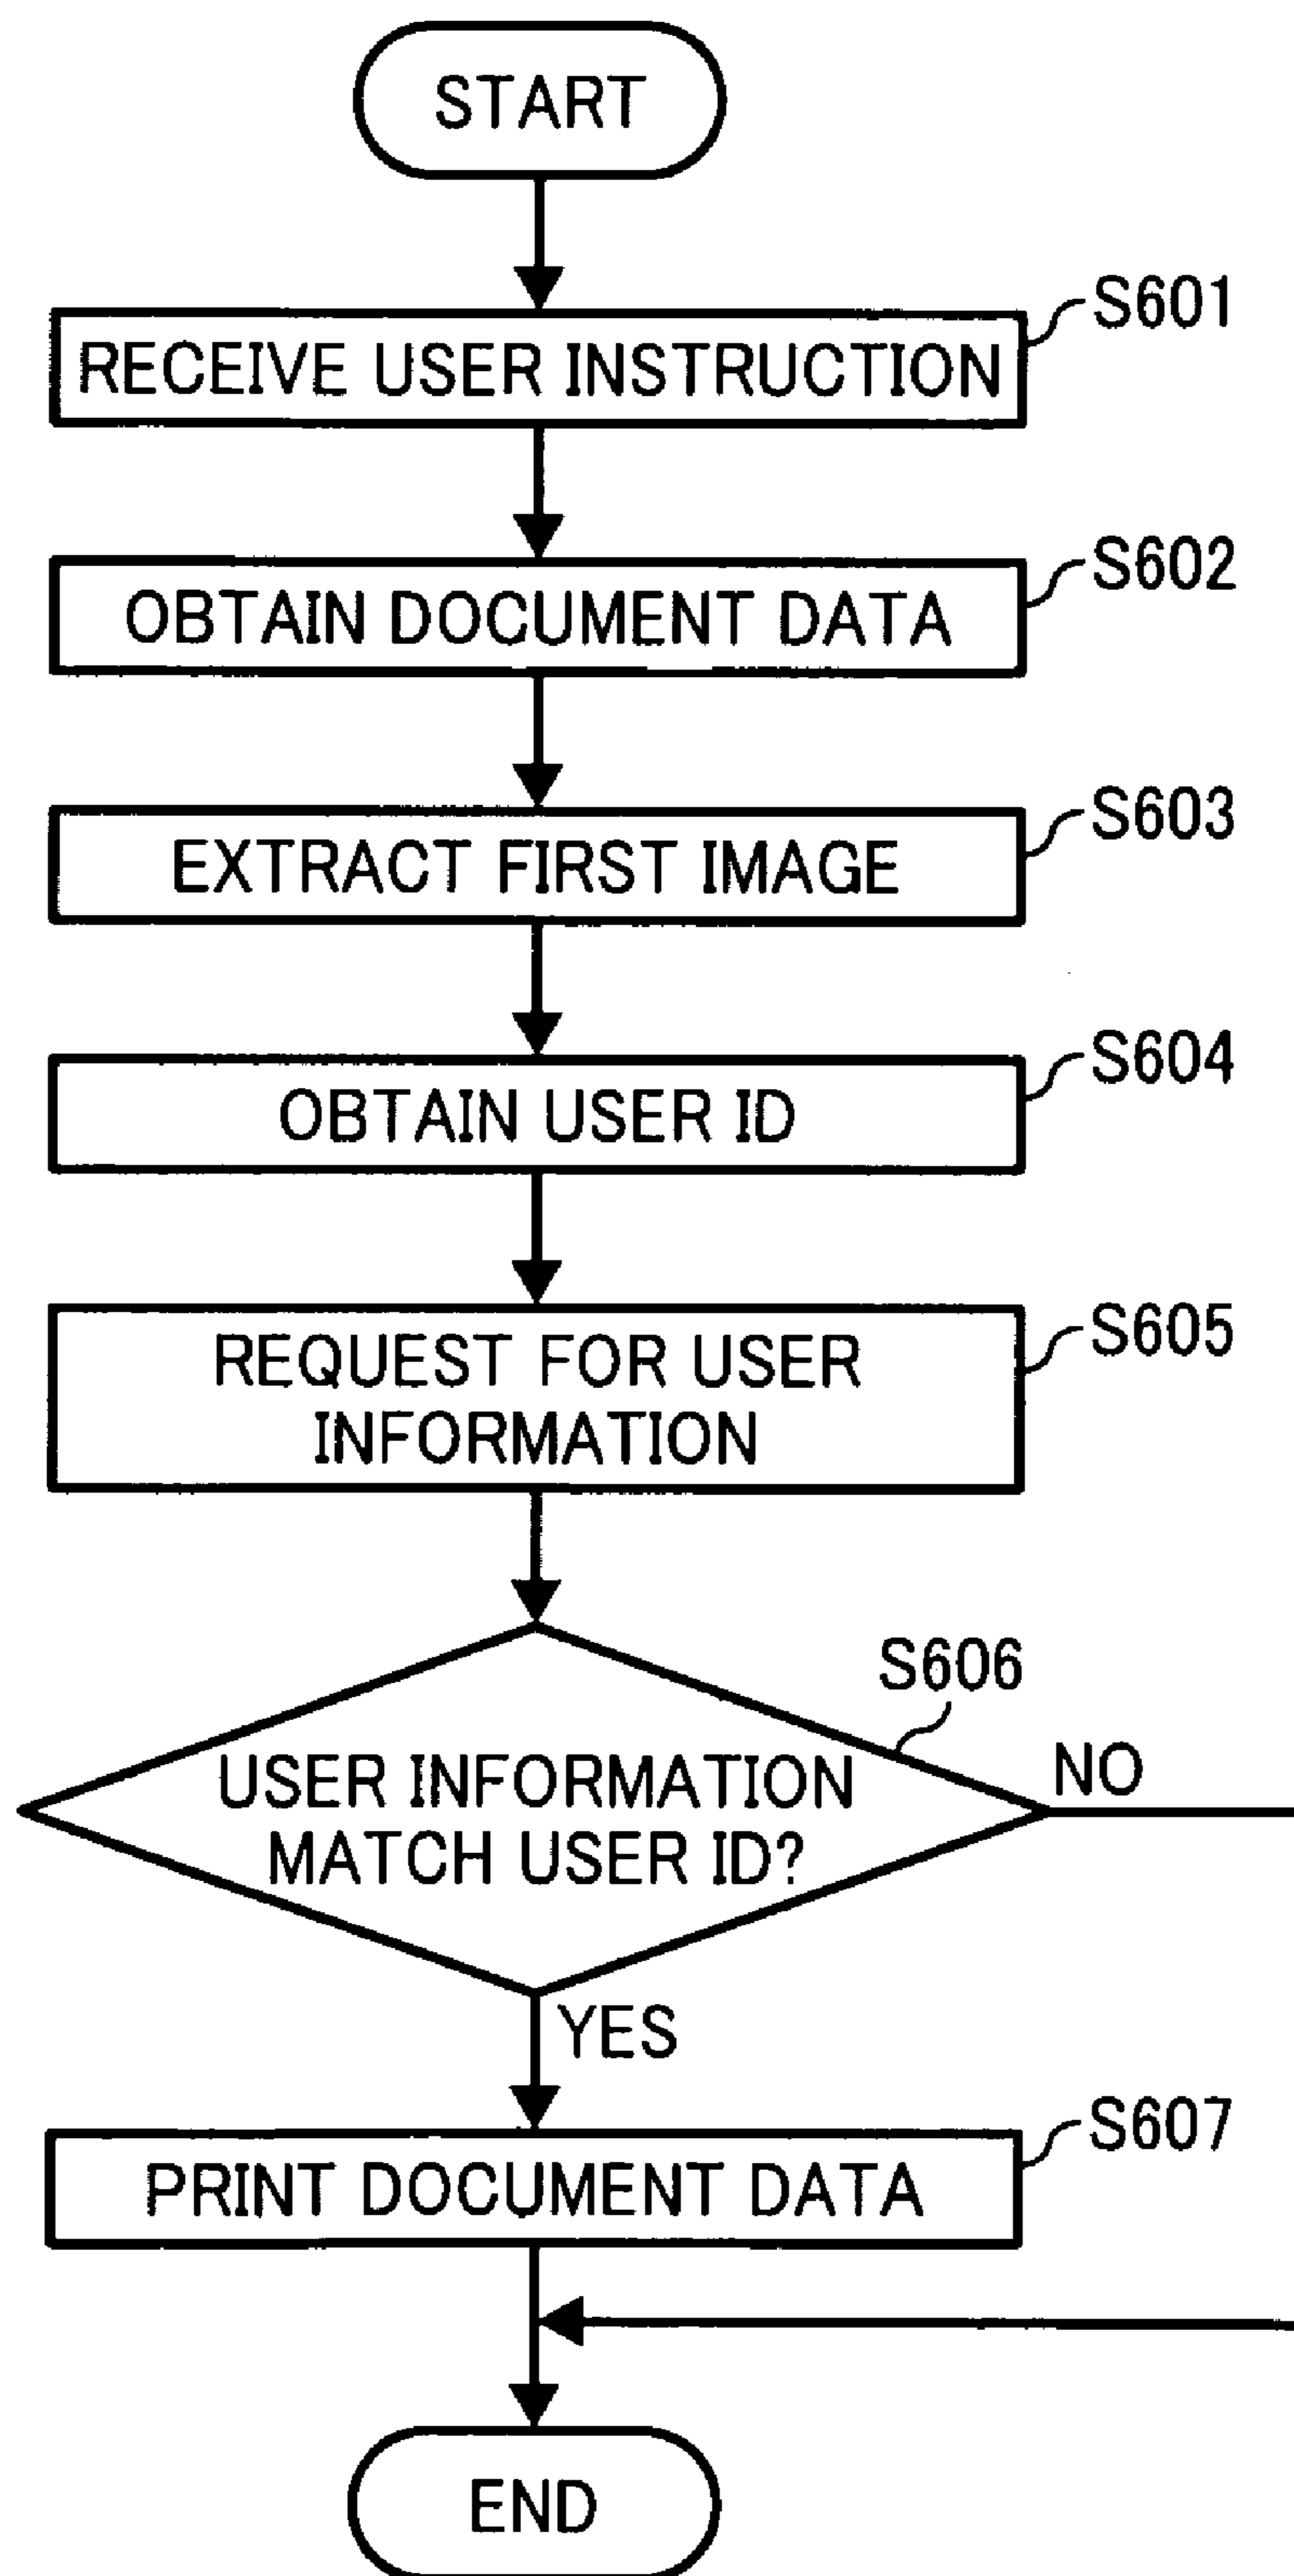 START
S601
RECEIVE USER INSTRUCTION
S602
OBTAIN DOCUMENT DATA
S603
EXTRACT FIRST IMAGE
S604
OBTAIN USER ID
S605
REQUEST FOR USER
INFORMATION
S606
NO
USER INFORMATION
MATCH USER ID?
YES
S607
PRINT DOCUMENT DATA
END